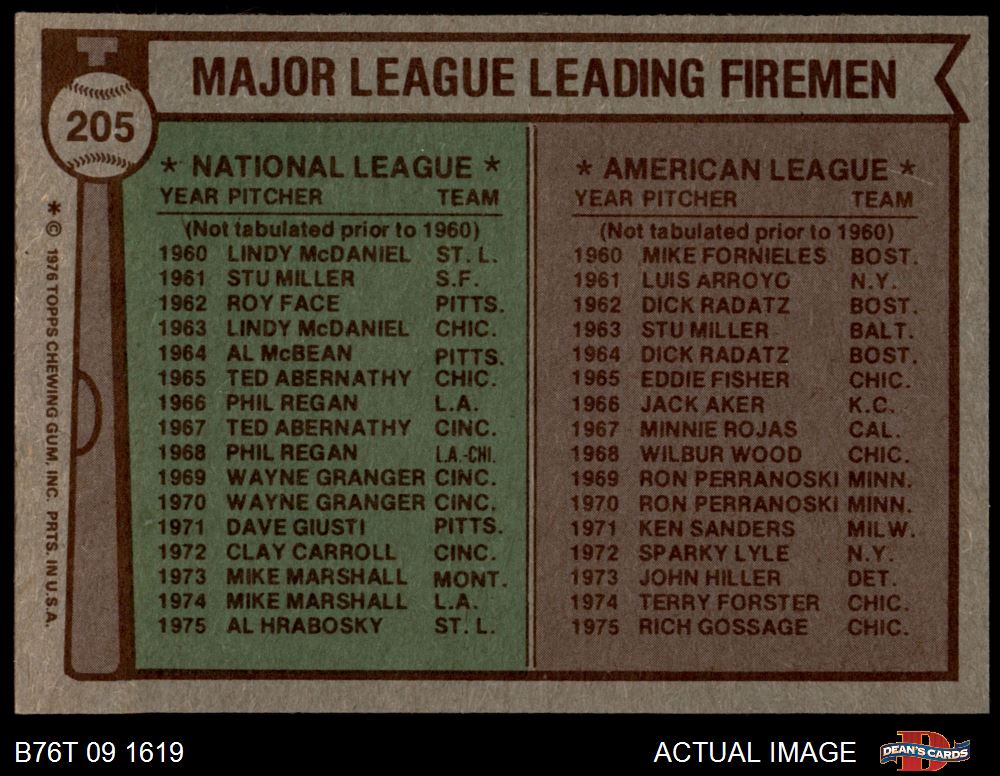 MAJOR LEAGUE LEADING FIREMEN
205
* NATIONAL LEAGUE *
YEAR PITCHER TEAM
(Not tabulated prior to 1960)
1960 LINDY McDANIEL ST. L.
1961 STU MILLER S.F.
1962 ROY FACE PITTS.
1963 LINDY McDANIEL CHIC.
1964 AL McBEAN PITTS.
1965 TED ABERNATHY CHIC.
1966 PHIL REGAN L.A.
1967 TED ABERNATHY CINC.
1968 PHIL REGAN L.A.-CHI.
1969 WAYNE GRANGER CINC.
1970 WAYNE GRANGER CINC.
1971 DAVE GIUSTI PITTS.
1972 CLAY CARROLL CINC.
1973 MIKE MARSHALL MONT.
1974 MIKE MARSHALL L.A.
1975 AL HRABOSKY ST. L.
* AMERICAN LEAGUE *
YEAR PITCHER TEAM
(Not tabulated prior to 1960)
1960 MIKE FORNIELES BOST.
1961 LUIS ARROYO N.Y.
1962 DICK RADATZ BOST.
1963 STU MILLER BALT.
1964 DICK RADATZ BOST.
1965 EDDIE FISHER CHIC.
1966 JACK AKER K.C.
1967 MINNIE ROJAS CAL.
1968 WILBUR WOOD CHIC.
1969 RON PERRANOSKI MINN.
1970 RON PERRANOSKI MINN.
1971 KEN SANDERS MILW.
1972 SPARKY LYLE N.Y.
1973 JOHN HILLER DET.
1974 TERRY FORSTER CHIC.
1975 RICH GOSSAGE CHIC.
* © 1976 TOPPS CHEWING GUM, INC. PRTS. IN U.S.A.
B76T 09 1619
ACTUAL IMAGE
D
DEAN'S CARDS